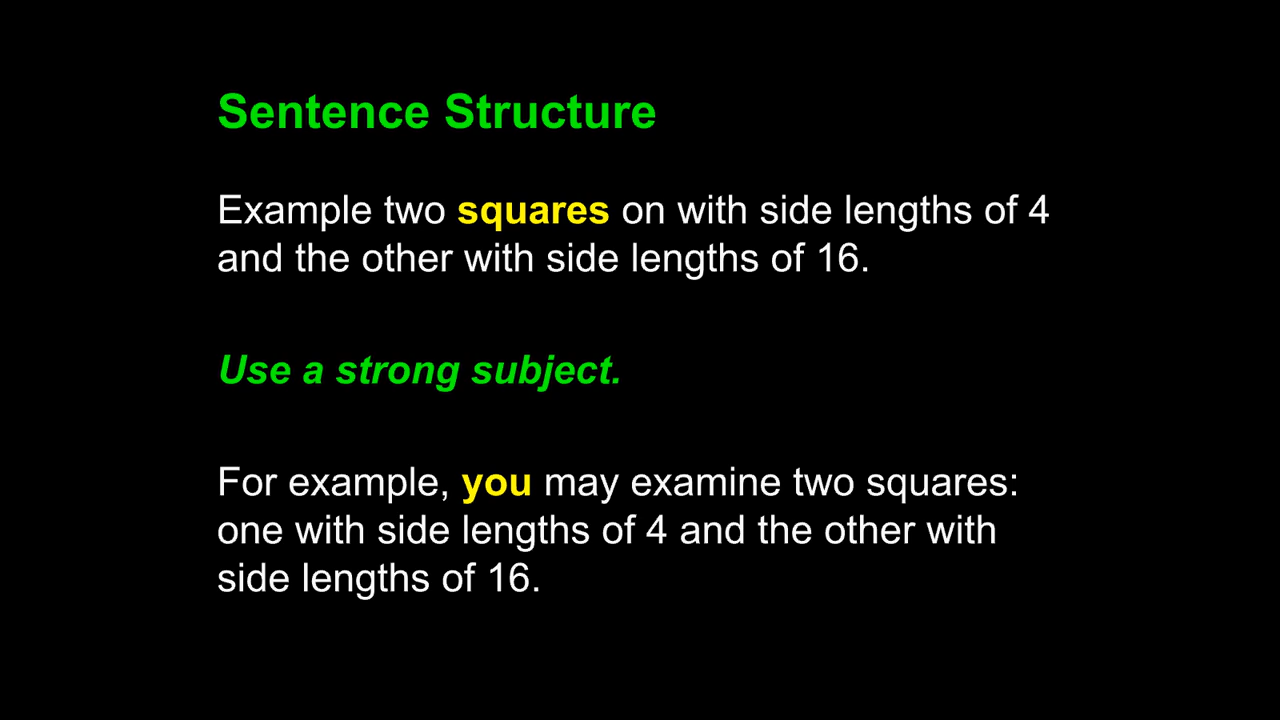 Sentence Structure
Example two squares on with side lengths of 4
and the other with side lengths of 16.
Use a strong subject.
For example, you may examine two squares:
one with side lengths of 4 and the other with
side lengths of 16.